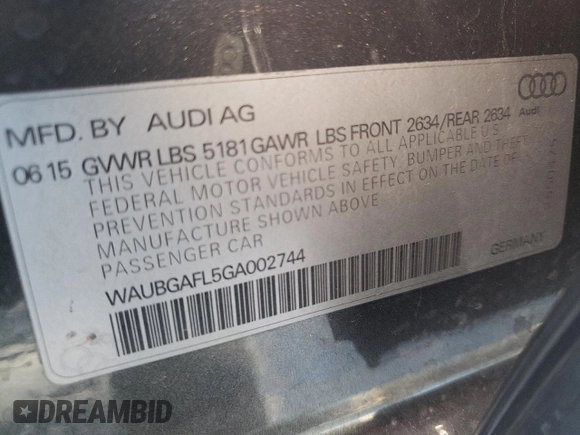 MFD. BY AUDI AG
Audi
06 15 GVWR LBS 5181 GAWR LBS FRONT 2634/REAR 2634
THIS VEHICLE CONFORMS TO ALL APPLICABLE U.S.
FEDERAL MOTOR VEHICLE SAFETY, BUMPER AND THEFT
PREVENTION STANDARDS IN EFFECT ON THE DATE OF
MANUFACTURE SHOWN ABOVE
PASSENGER CAR
WAUBGAFL5GA002744
GERMANY
DREAMBID